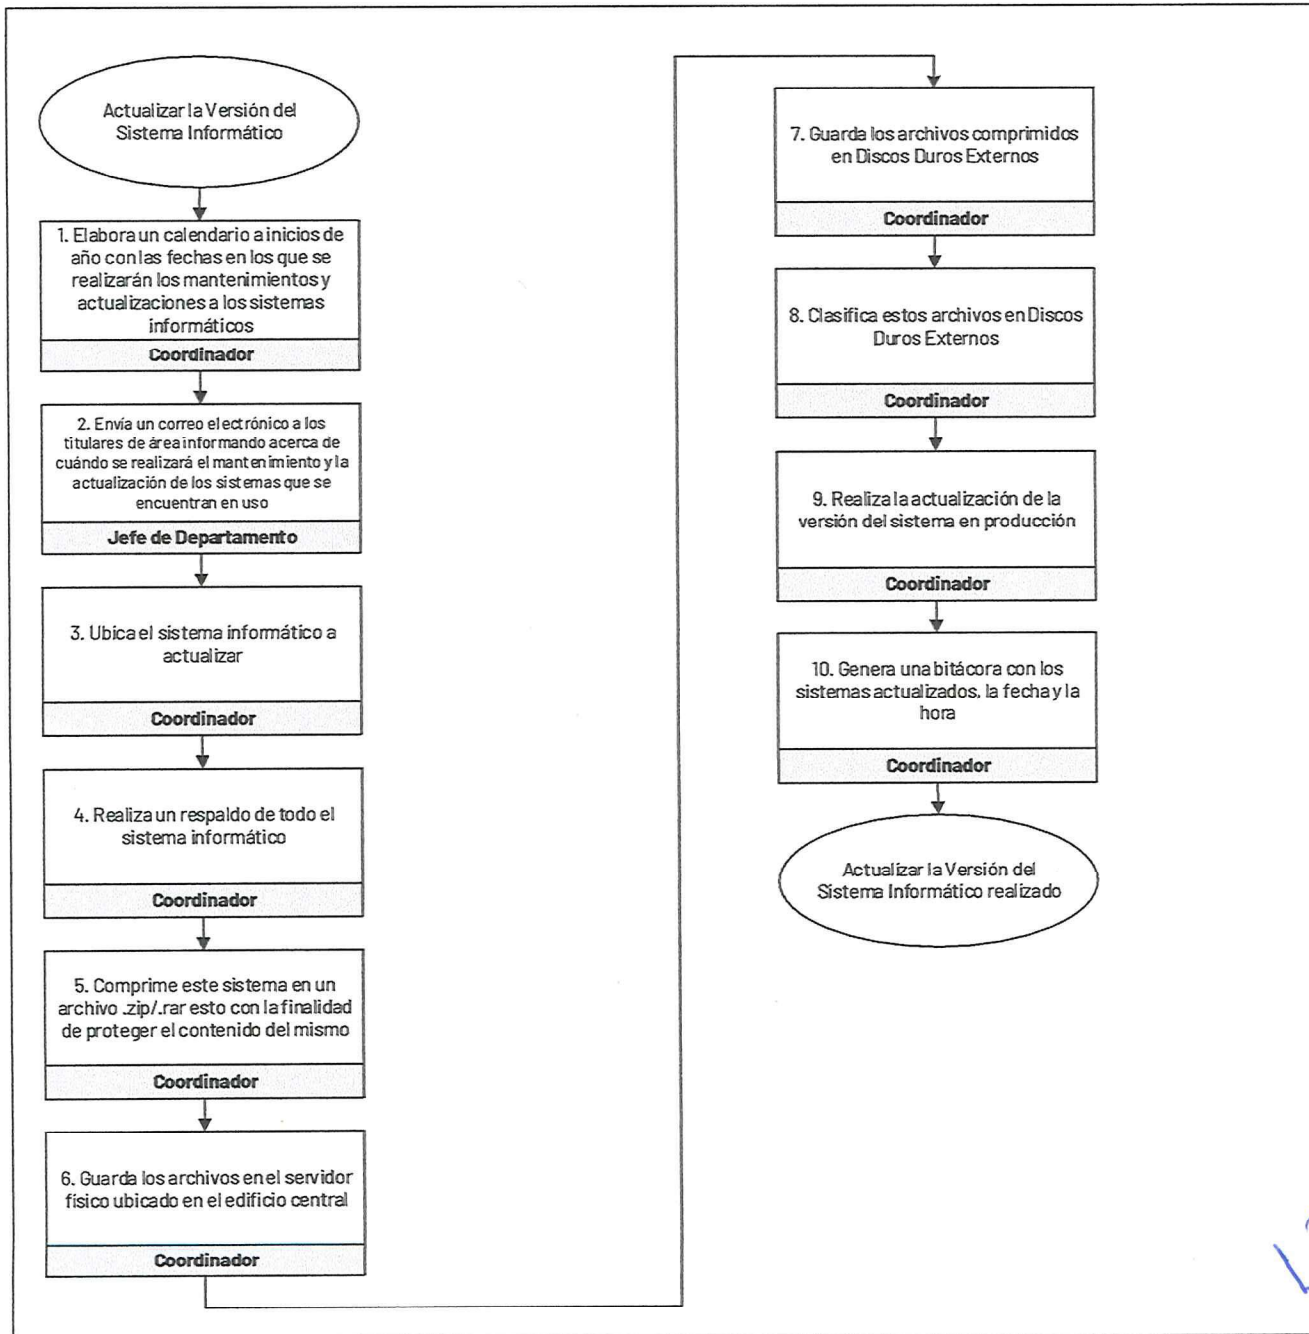 Actualizar la Versión del
Sistema Informático
1. Elabora un calendario a inicios de
año con las fechas en los que se
realizarán los mantenimientos y
actualizaciones a los sistemas
informáticos
Coordinador
2. Envía un correo electrónico a los
titulares de área informando acerca de
cuándo se realizará el mantenimiento y la
actualización de los sistemas que se
encuentran en uso
Jefe de Departamento
3. Ubica el sistema informático a
actualizar
Coordinador
4. Realiza un respaldo de todo el
sistema informático
Coordinador
5. Comprime este sistema en un
archivo .zip/.rar esto con la finalidad
de proteger el contenido del mismo
Coordinador
6. Guarda los archivos en el servidor
físico ubicado en el edificio central
Coordinador
7. Guarda los archivos comprimidos
en Discos Duros Externos
Coordinador
8. Clasifica estos archivos en Discos
Duros Externos
Coordinador
9. Realiza la actualización de la
versión del sistema en producción
Coordinador
10. Genera una bitácora con los
sistemas actualizados, la fecha y la
hora
Coordinador
Actualizar la Versión del
Sistema Informático realizado